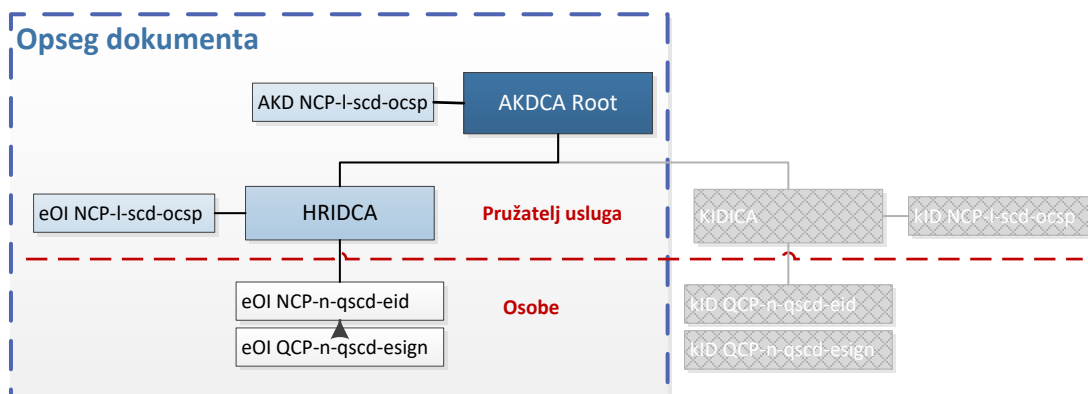 Opseg dokumenta
AKD NCP-l-scd-ocsp
AKDCA Root
eOI NCP-l-scd-ocsp
HRIDCA
Pružatelj usluga
KIDICA
kID NCP-l-scd-ocsp
eOI NCP-n-qscd-eid
Osobe
kID QCP-n-qscd-eid
eOI QCP-n-qscd-esign
kID QCP-n-qscd-esign